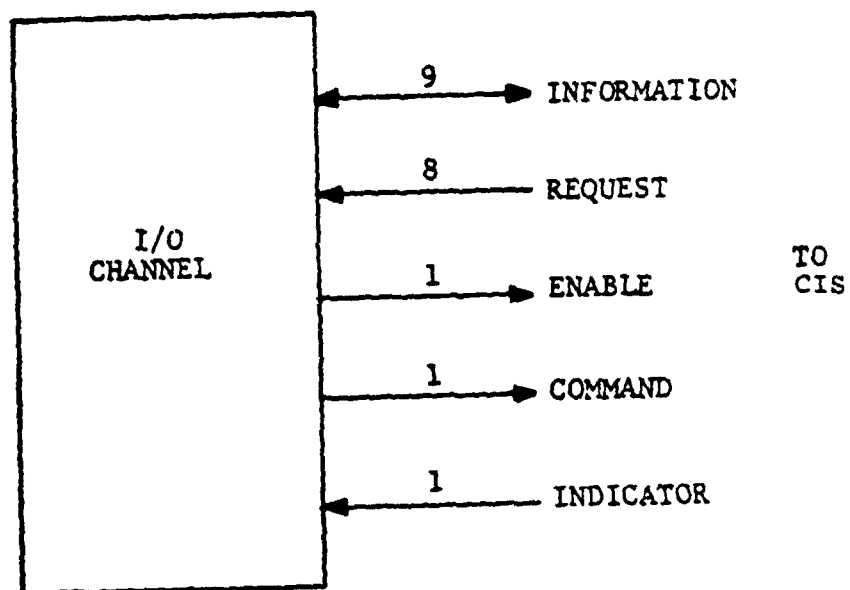 9
INFORMATION
8
REQUEST
I/O
CHANNEL
TO
CIS
1
ENABLE
1
COMMAND
1
INDICATOR